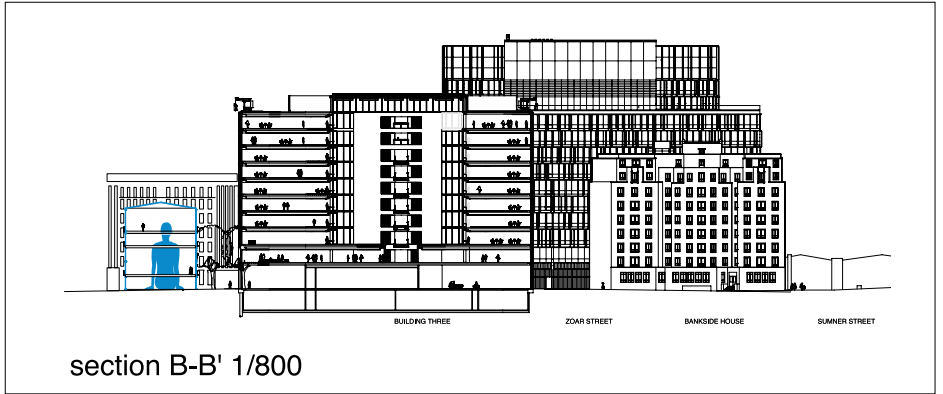 BUILDING THREE
ZOAR STREET
BANKSIDE HOUSE
SUMNER STREET
section B-B' 1/800